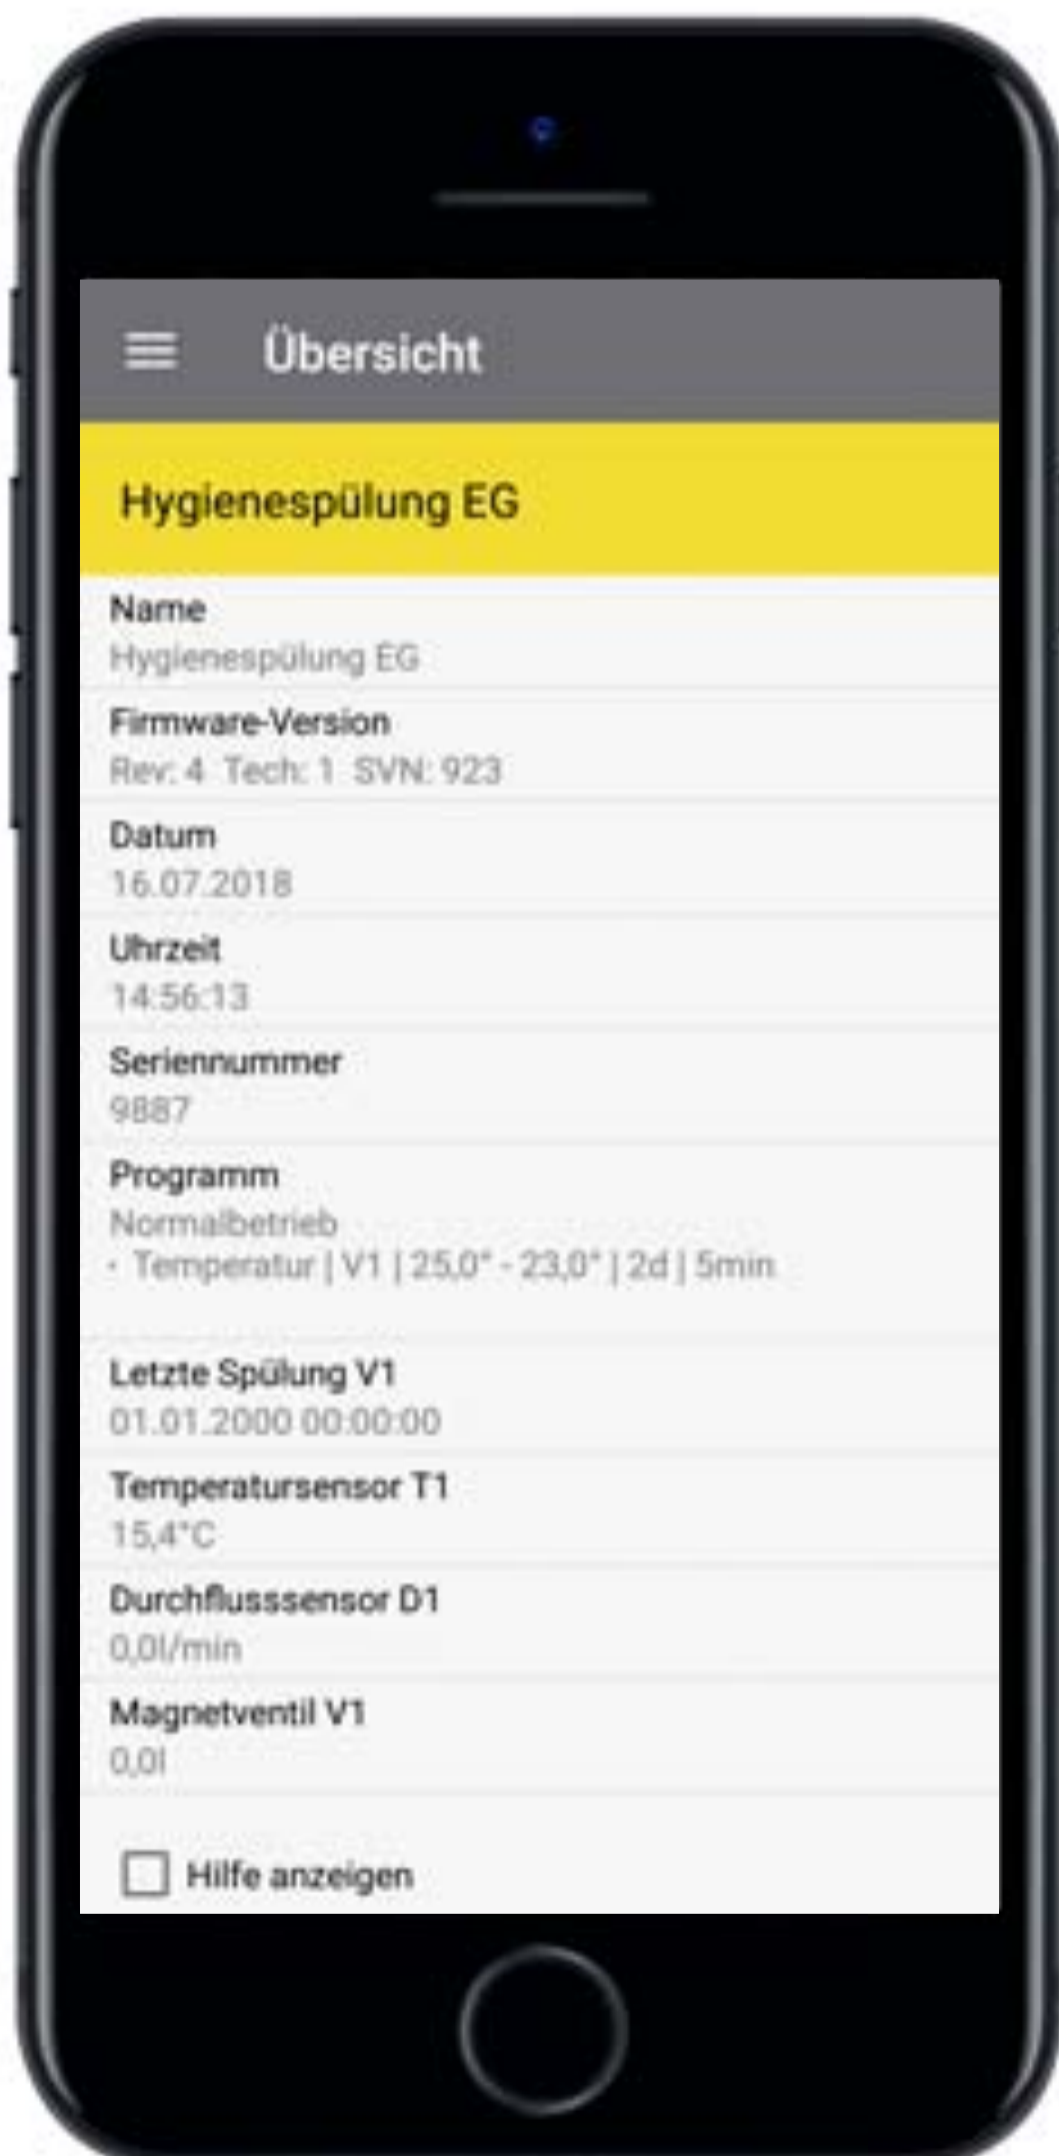 Übersicht
Hygienespülung EG
Name
Hygienespülung EG
Firmware-Version
Rev: 4 Tech: 1 SVN: 923
Datum
16.07.2018
Uhrzeit
14:56:13
Seriennummer
9887
Programm
Normalbetrieb
· Temperatur | V1 | 25,0° - 23,0° | 2d | 5min
Letzte Spülung V1
01.01.2000 00:00:00
Temperatursensor T1
15,4°C
Durchflusssensor D1
0,0l/min
Magnetventil V1
0,0l
Hilfe anzeigen